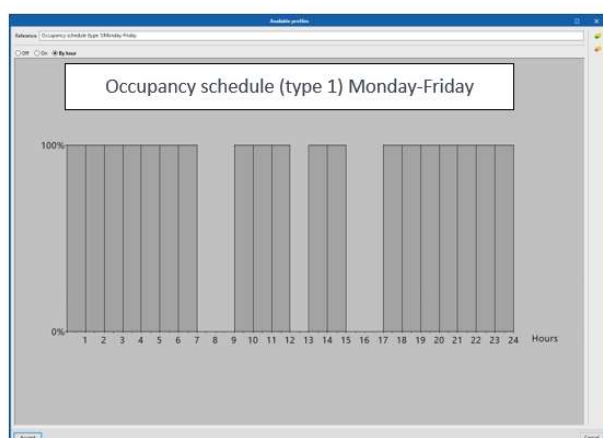 Available profiles
Reference Occupancy schedule (type 1)Monday-Friday
Off On By hour
Occupancy schedule (type 1) Monday-Friday
100%
0%
1 2 3 4 5 6 7 8 9 10 11 12 13 14 15 16 17 18 19 20 21 22 23 24 Hours
Accept Cancel